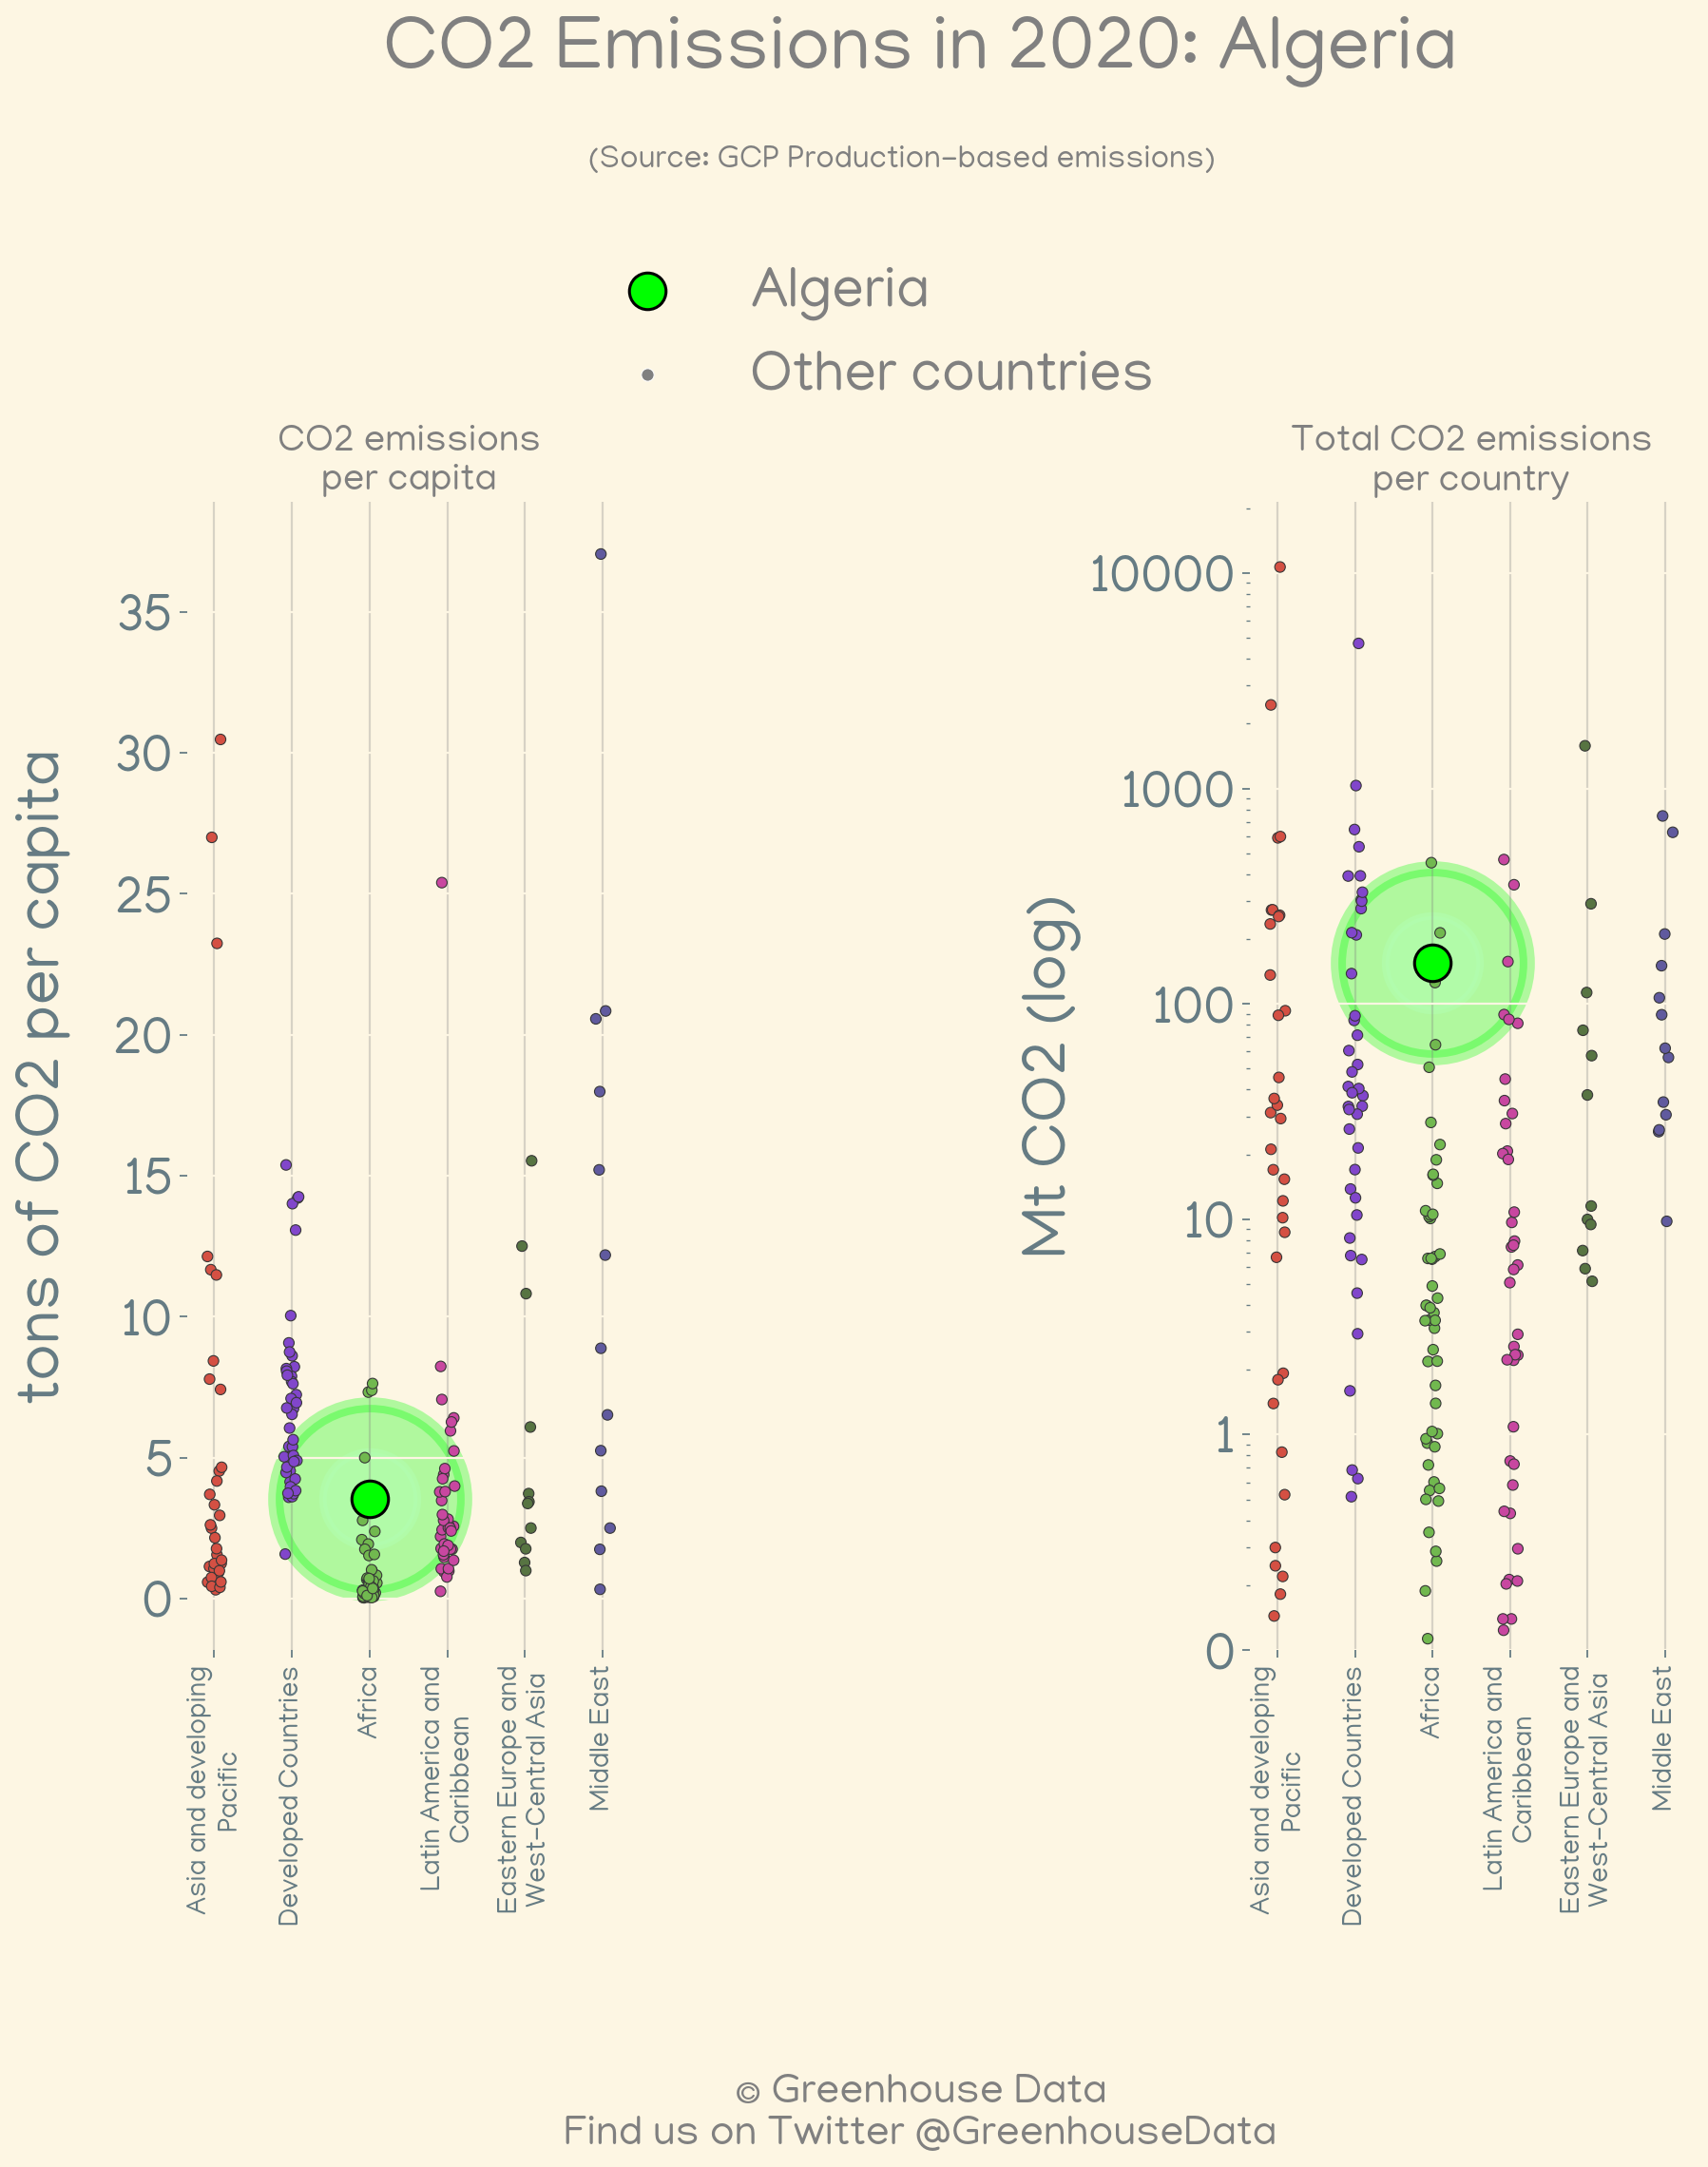 CO2 Emissions in 2020: Algeria
(Source: GCP Production-based emissions)
Algeria
Other countries
CO2 emissions
per capita
tons of CO2 per capita
35
30
25
20
15
10
5
0
Asia and developing
Pacific
Developed Countries
Africa
Latin America and
Caribbean
Eastern Europe and
West-Central Asia
Middle East
Total CO2 emissions
per country
Mt CO2 (log)
10000
1000
100
10
1
0
Asia and developing
Pacific
Developed Countries
Africa
Latin America and
Caribbean
Eastern Europe and
West-Central Asia
Middle East
© Greenhouse Data
Find us on Twitter @GreenhouseData